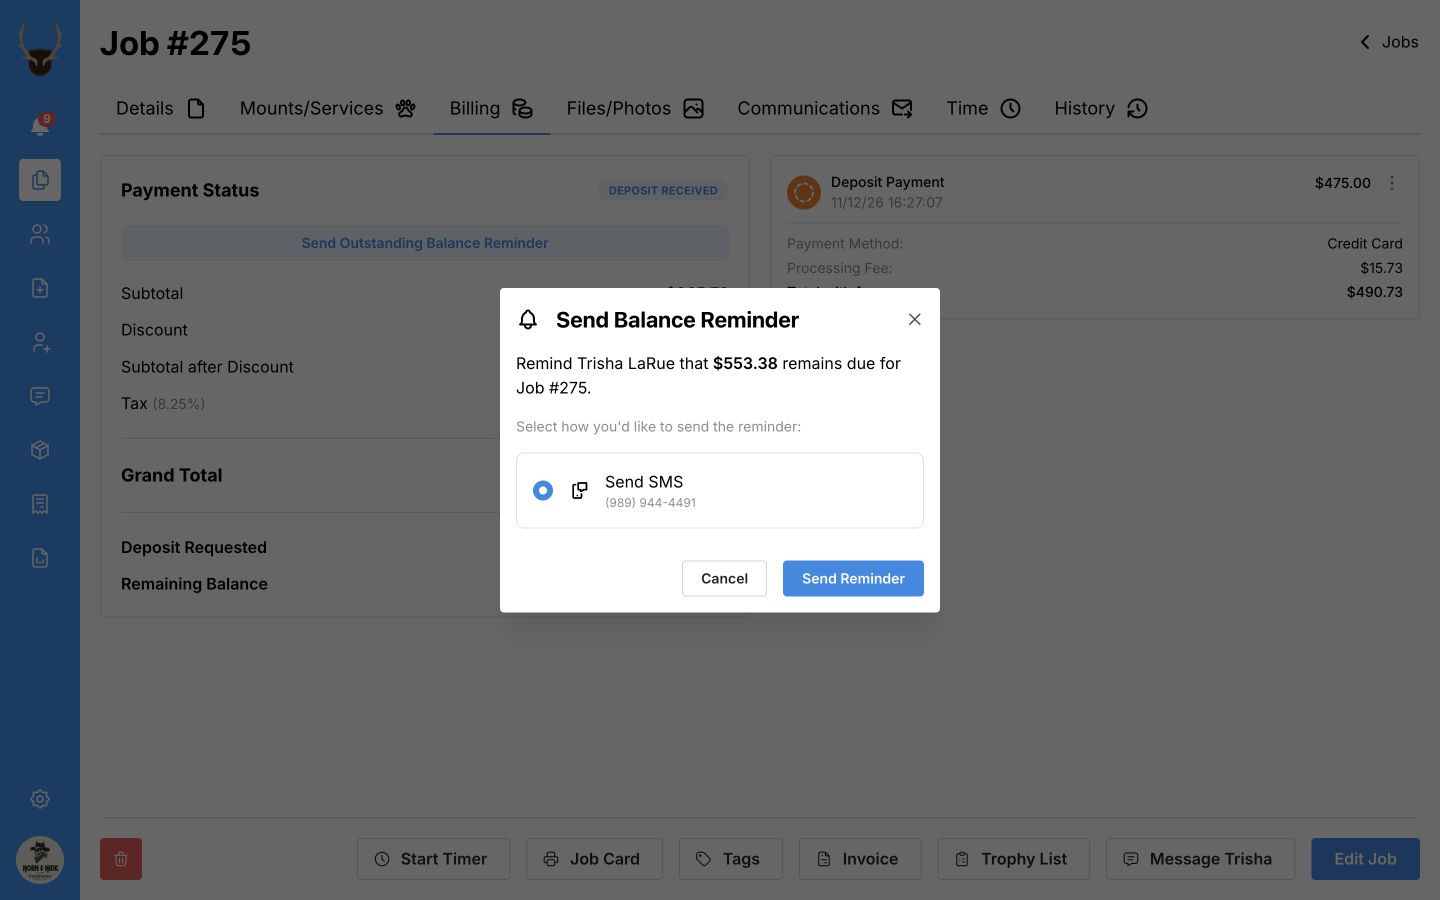 Job #275
Jobs
9
Details
Mounts/Services
Billing
Files/Photos
Communications
Time
History
Payment Status
DEPOSIT RECEIVED
Send Outstanding Balance Reminder
Subtotal
Discount
Subtotal after Discount
Tax (8.25%)
Grand Total
Deposit Requested
Remaining Balance
Deposit Payment
$475.00
11/12/26 16:27:07
Payment Method:
Credit Card
Processing Fee:
$15.73
$490.73
Send Balance Reminder
Remind Trisha LaRue that $553.38 remains due for
Job #275.
Select how you'd like to send the reminder:
Send SMS
(989) 944-4491
Cancel
Send Reminder
HORN & HIDE
Start Timer
Job Card
Tags
Invoice
Trophy List
Message Trisha
Edit Job